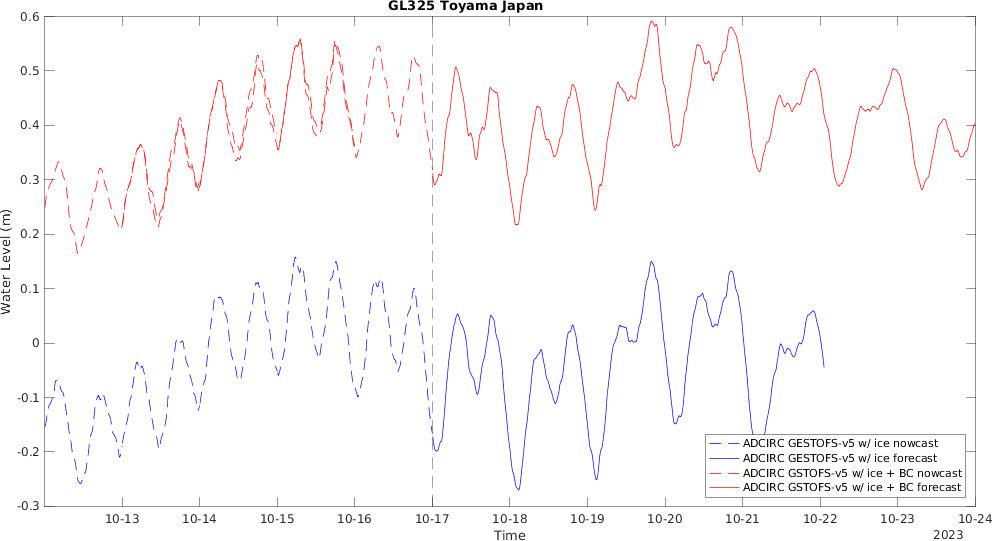 GL325 Toyama Japan
Water Level (m)
0.6
0.5
0.4
0.3
0.2
0.1
0
-0.1
-0.2
-0.3
ADCIRC GESTOFS-v5 w/ ice nowcast
ADCIRC GESTOFS-v5 w/ ice forecast
ADCIRC GSTOFS-v5 w/ ice + BC nowcast
ADCIRC GSTOFS-v5 w/ ice + BC forecast
10-13 10-14 10-15 10-16 10-17 10-18 10-19 10-20 10-21 10-22 10-23 10-24
Time
2023